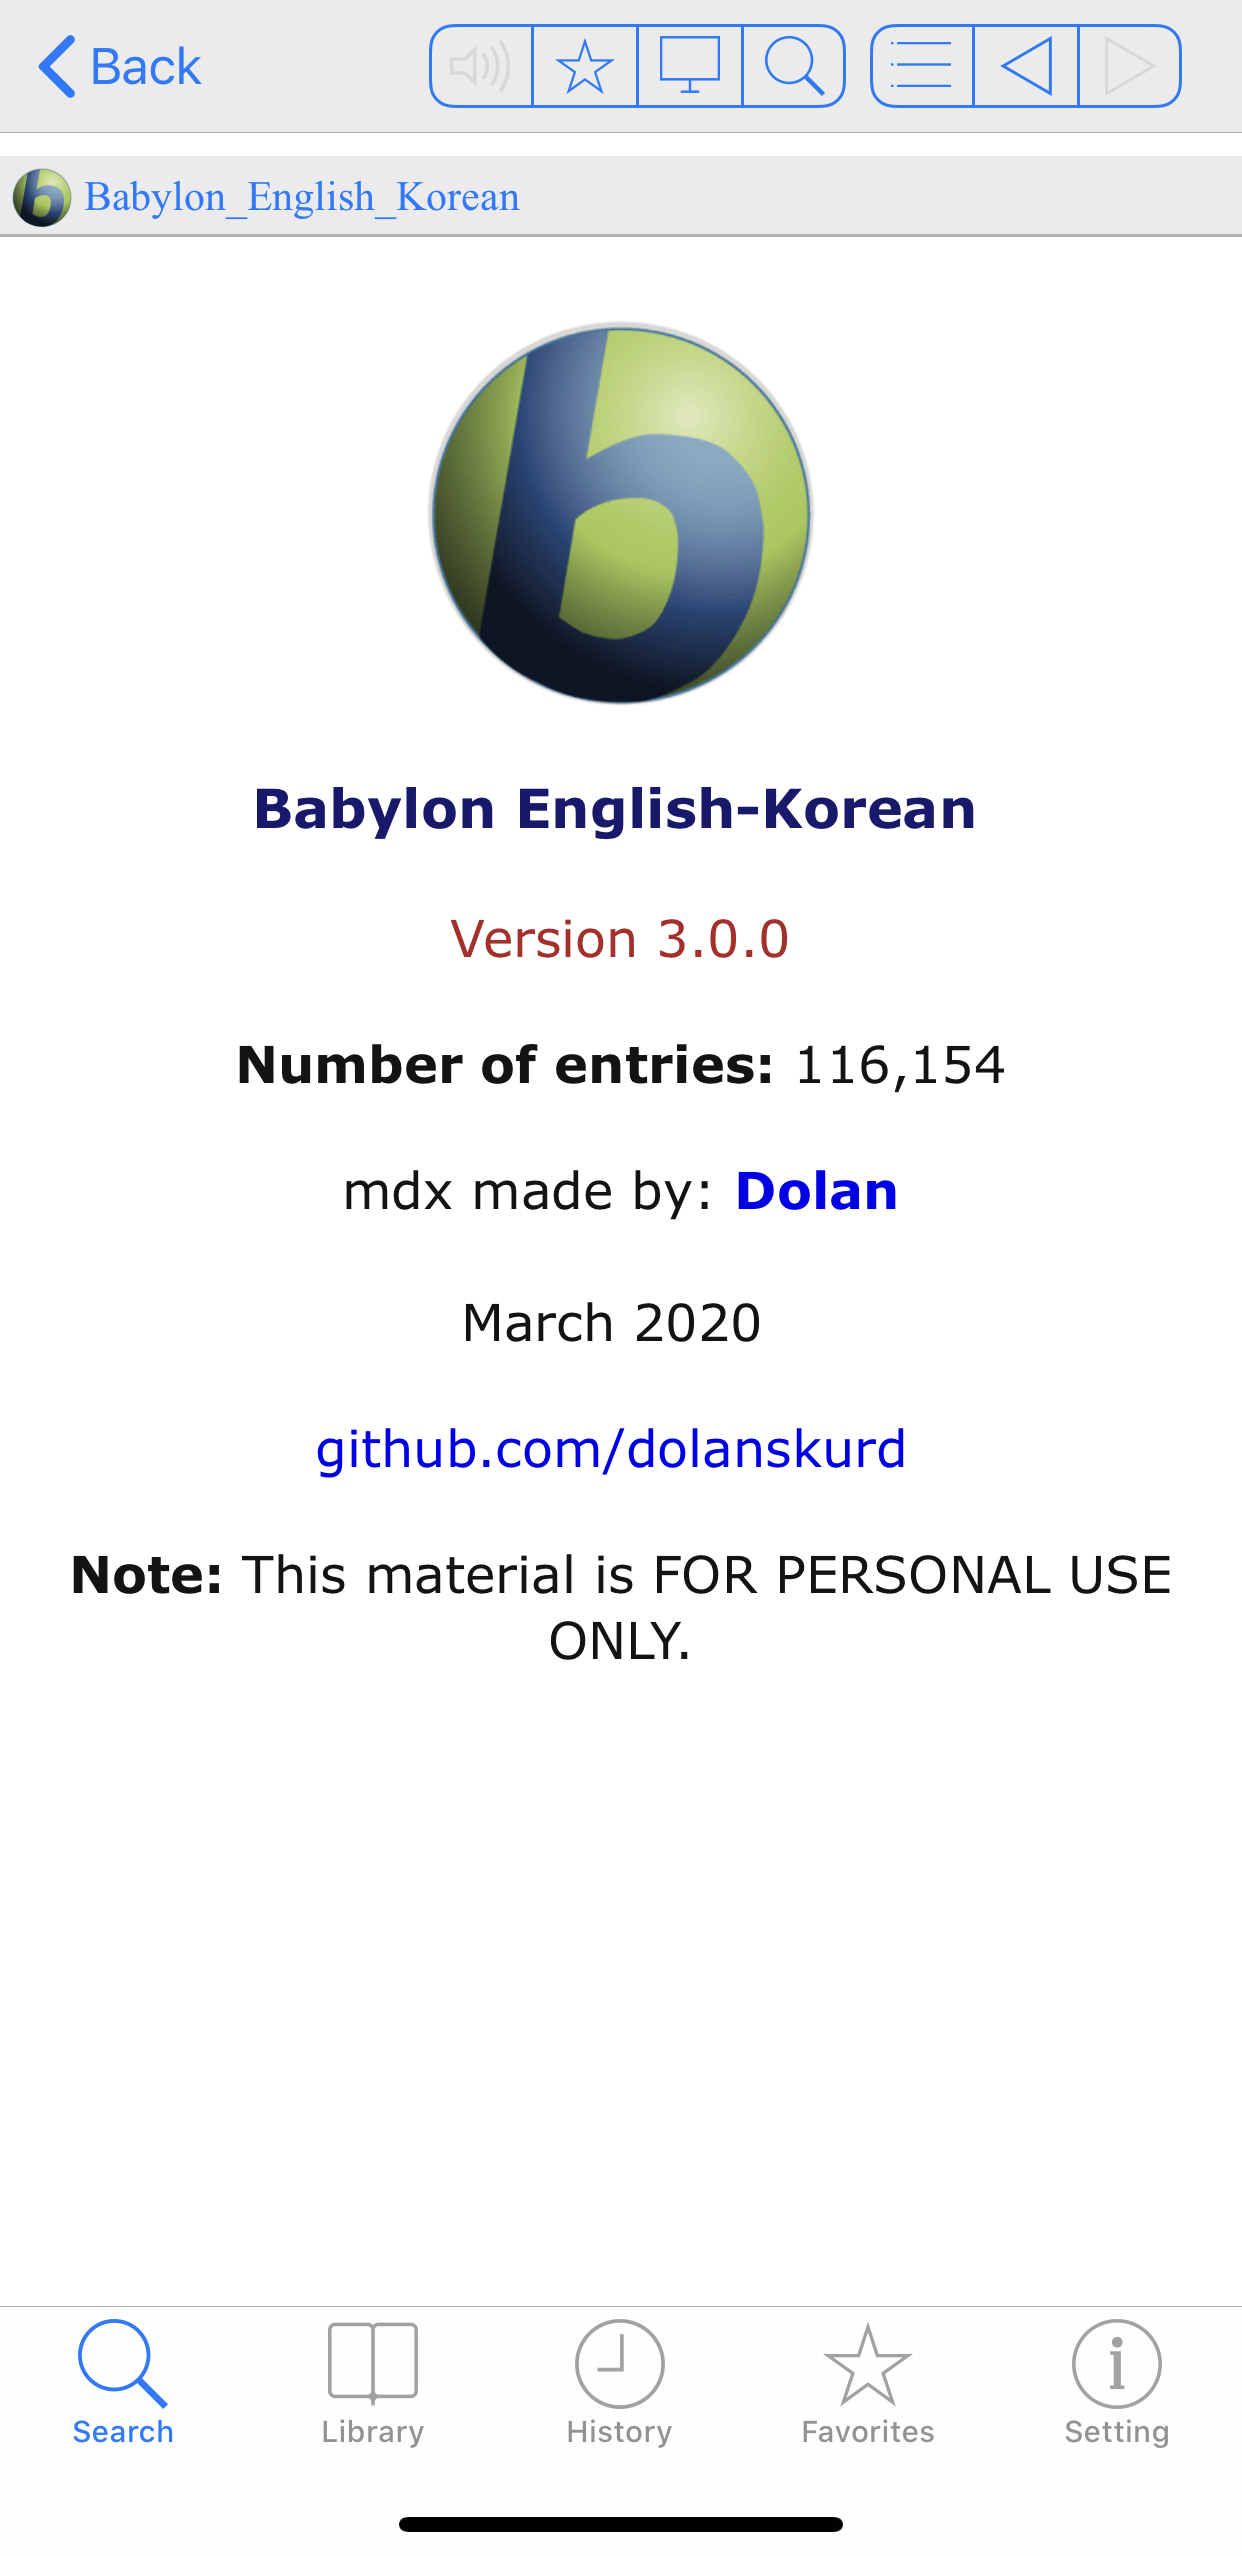 Back
Babylon_English_Korean
Babylon English-Korean
Version 3.0.0
Number of entries: 116,154
mdx made by: Dolan
March 2020
github.com/dolanskurd
Note: This material is FOR PERSONAL USE
ONLY.
Search Library History Favorites Setting